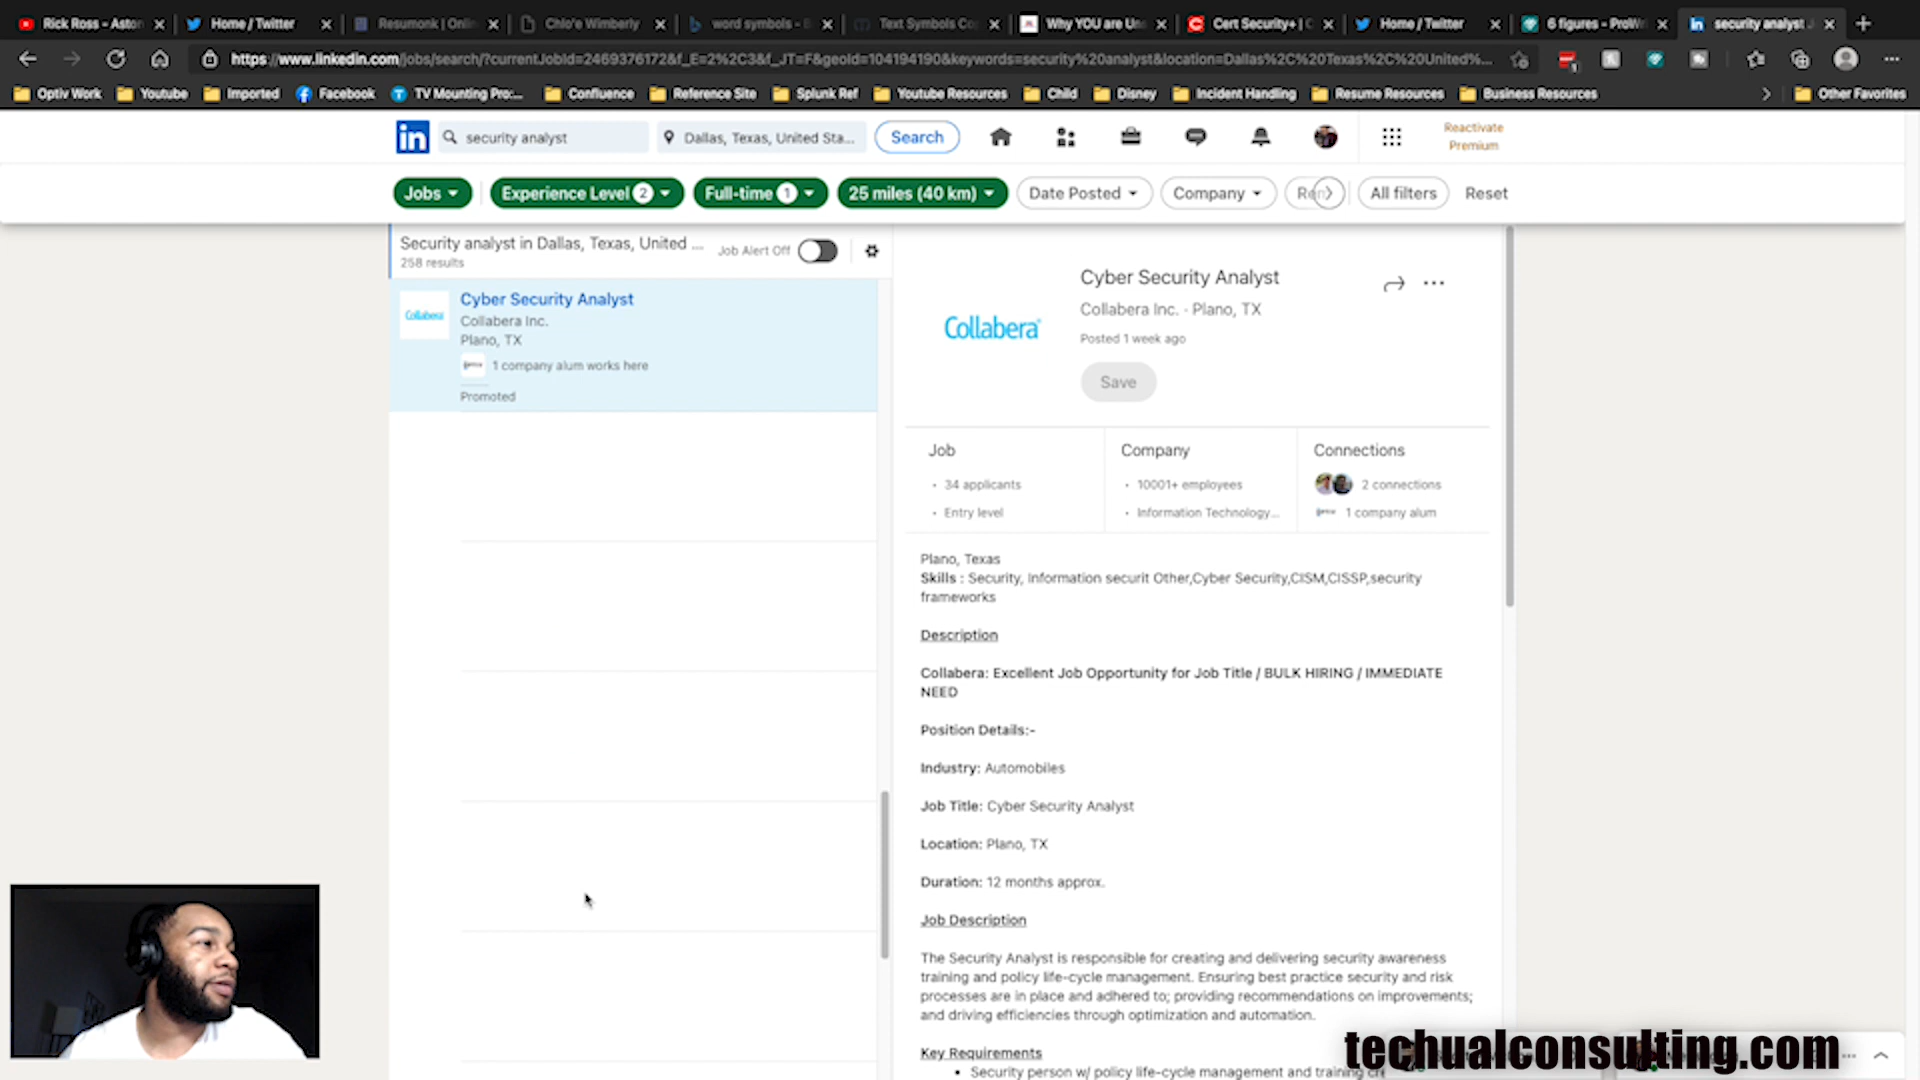 Rick Ross - Aston
Home / Twitter
Resumonk | Onlin
Chlo'e Wimberly
word symbols - B
Text Symbols Co
Why YOU are Un
Cert Security+ | C
Home / Twitter
6 figures - ProWr
security analyst J
https://www.linkedin.com/jobs/search/?currentJobId=2469376172&f_E=2%2C3&f_JT=F&geoId=104194190&keywords=security%20analyst&location=Dallas%2C%20Texas%2C%20United%...
Optiv Work
Youtube
Imported
Facebook
TV Mounting Pro:...
Confluence
Reference Site
Splunk Ref
Youtube Resources
Child
Disney
Incident Handling
Resume Resources
Business Resources
Other Favorites
in
security analyst
Dallas, Texas, United Sta...
Search
Reactivate
Premium
Jobs
Experience Level 2
Full-time 1
25 miles (40 km)
Date Posted
Company
All filters
Reset
Security analyst in Dallas, Texas, United ...
258 results
Job Alert Off
Collabera
Cyber Security Analyst
Collabera Inc.
Plano, TX
1 company alum works here
Promoted
Collabera
Cyber Security Analyst
Collabera Inc. · Plano, TX
Posted 1 week ago
Save
Job
• 34 applicants
• Entry level
Company
• 10001+ employees
• Information Technology...
Connections
2 connections
1 company alum
Plano, Texas
Skills : Security, Information securit Other,Cyber Security,CISM,CISSP,security
frameworks
Description
Collabera: Excellent Job Opportunity for Job Title / BULK HIRING / IMMEDIATE
NEED
Position Details:-
Industry: Automobiles
Job Title: Cyber Security Analyst
Location: Plano, TX
Duration: 12 months approx.
Job Description
The Security Analyst is responsible for creating and delivering security awareness
training and policy life-cycle management. Ensuring best practice security and risk
processes are in place and adhered to; providing recommendations on improvements;
and driving efficiencies through optimization and automation.
Key Requirements
• Security person w/ policy life-cycle management and training
techualconsulting.com